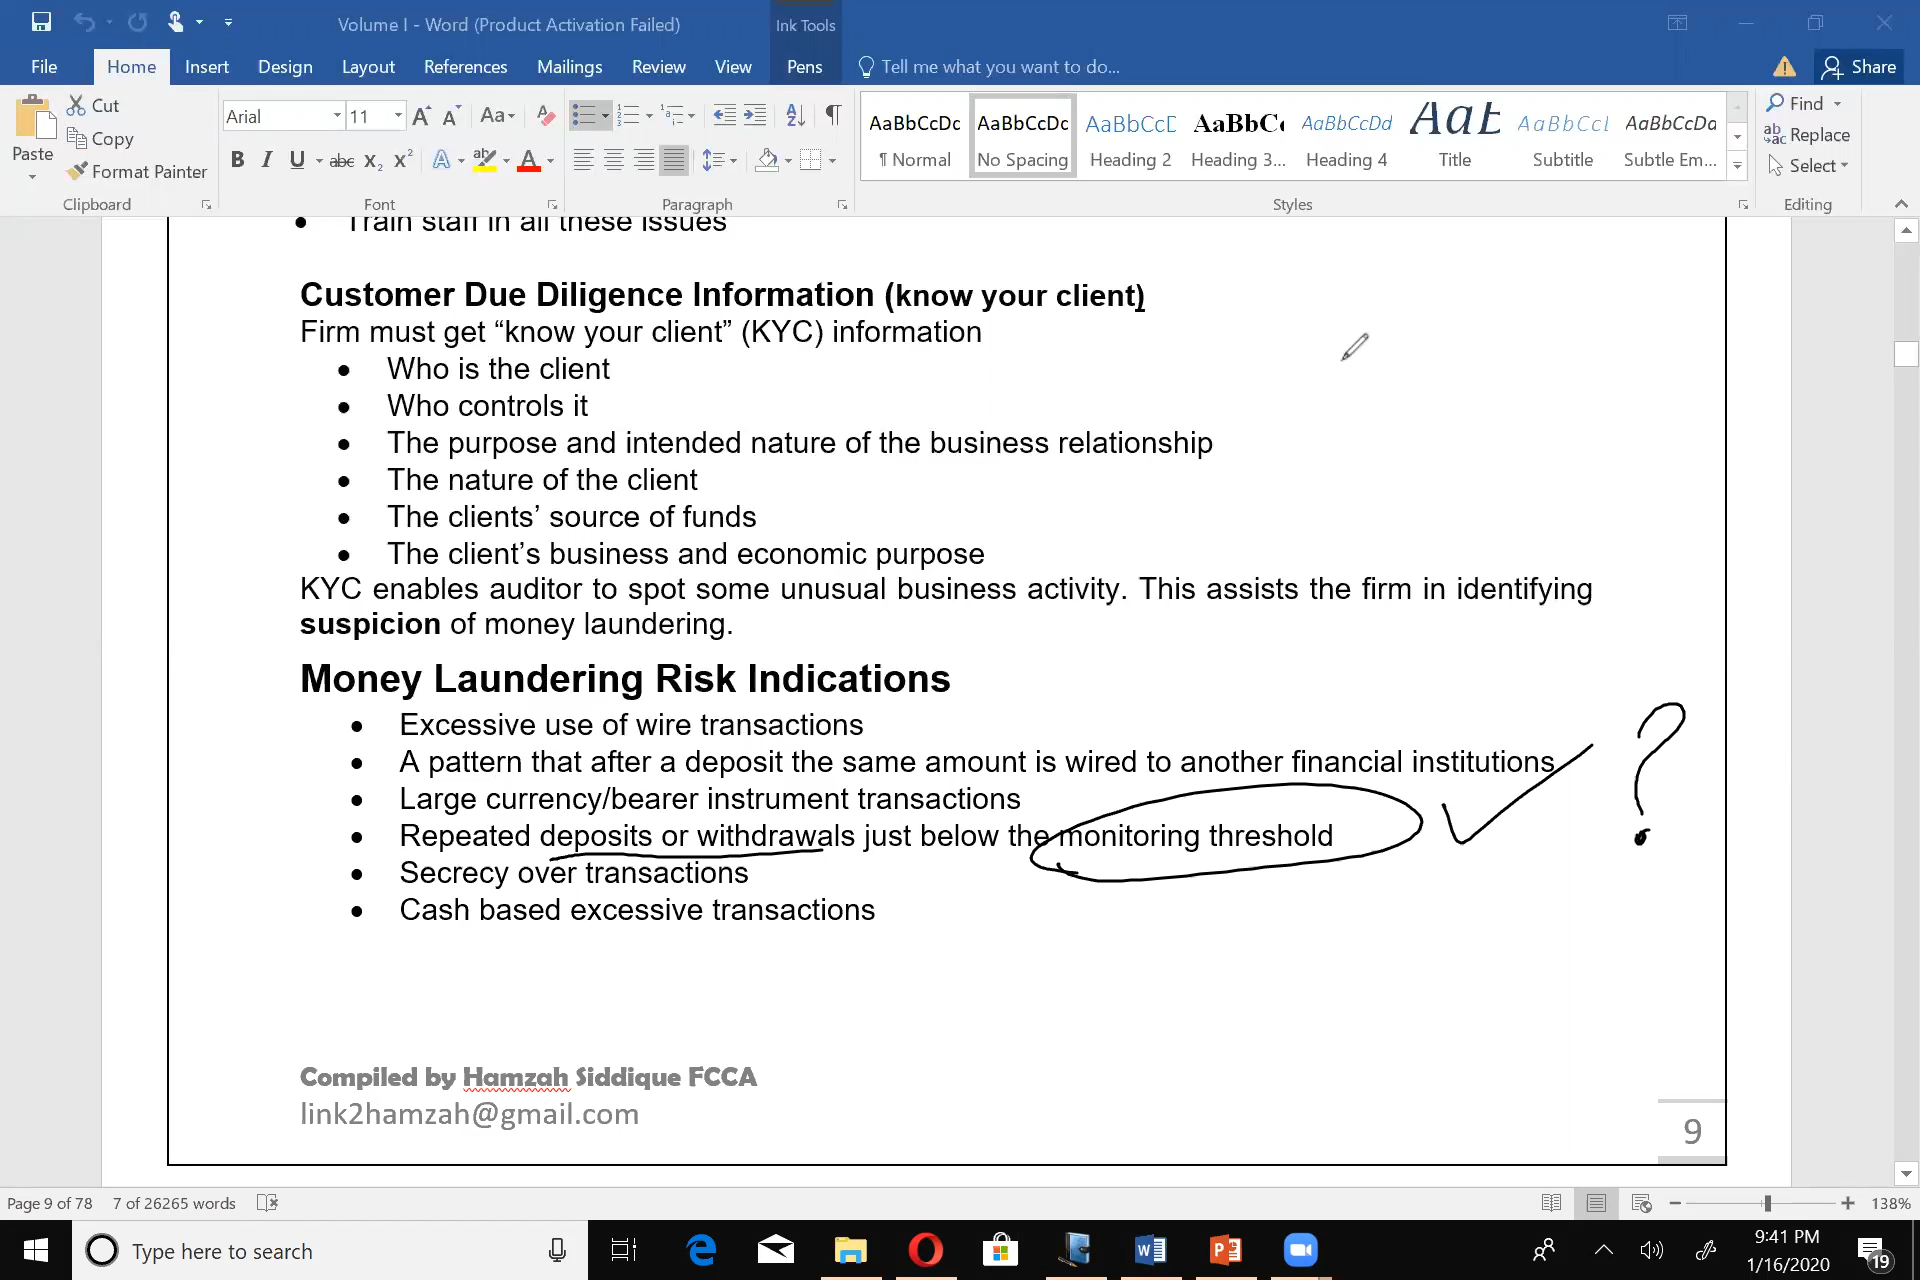 Volume I - Word (Product Activation Failed)
Ink Tools
File
Home
Insert
Design
Layout
References
Mailings
Review
View
Pens
Tell me what you want to do...
Share
Paste
Cut
Copy
Format Painter
Clipboard
Arial
11
Font
Paragraph
AaBbCcDc
¶ Normal
AaBbCcDc
No Spacing
AaBbCcD
Heading 2
AaBbCc
Heading 3...
AaBbCcDd
Heading 4
AaB
Title
AaBbCcD
Subtitle
AaBbCcDd
Subtle Em...
Styles
Find
Replace
Select
Editing
• Train staff in all these issues
Customer Due Diligence Information (know your client)
Firm must get “know your client” (KYC) information
• Who is the client
• Who controls it
• The purpose and intended nature of the business relationship
• The nature of the client
• The clients’ source of funds
• The client’s business and economic purpose
KYC enables auditor to spot some unusual business activity. This assists the firm in identifying
suspicion of money laundering.
Money Laundering Risk Indications
• Excessive use of wire transactions
• A pattern that after a deposit the same amount is wired to another financial institutions
• Large currency/bearer instrument transactions
• Repeated deposits or withdrawals just below the monitoring threshold
• Secrecy over transactions
• Cash based excessive transactions
?
Compiled by Hamzah Siddique FCCA
link2hamzah@gmail.com
9
Page 9 of 78
7 of 26265 words
138%
Type here to search
9:41 PM
1/16/2020
19